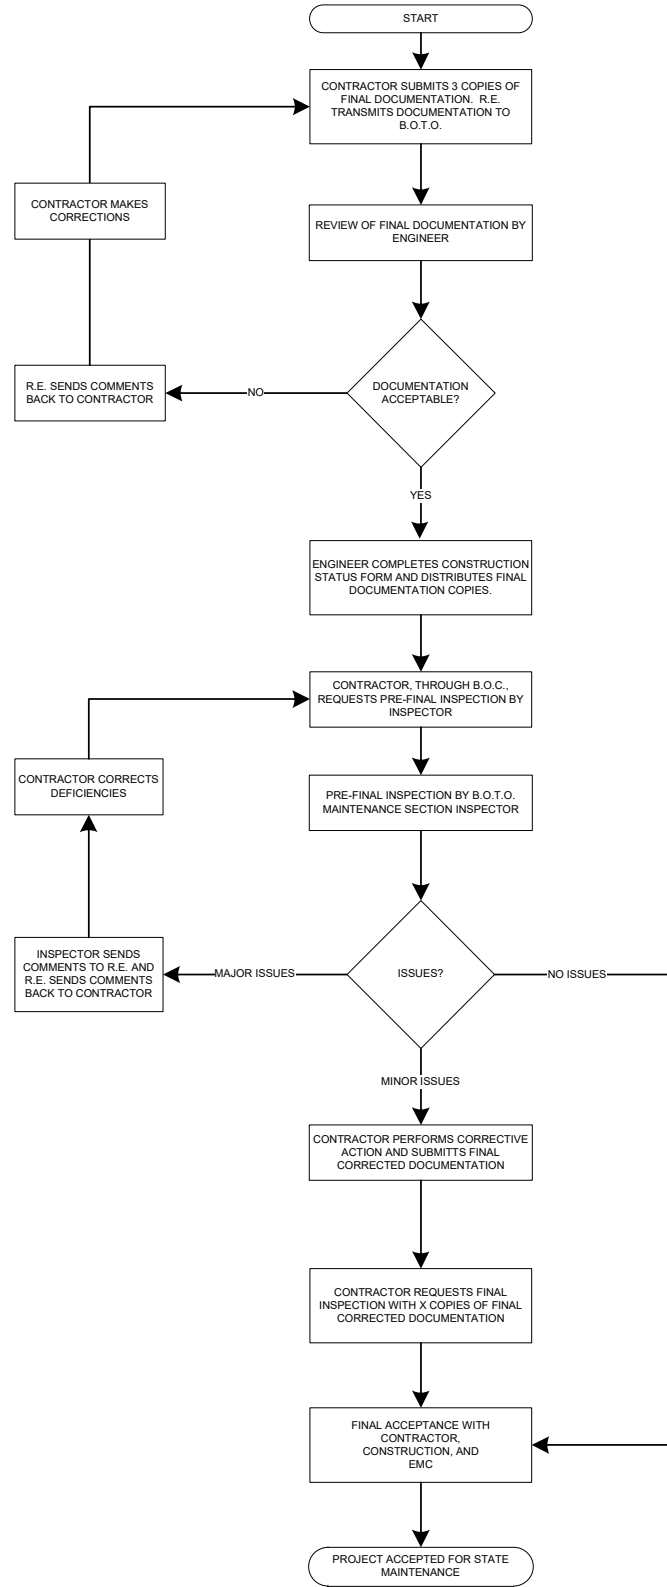 START
CONTRACTOR SUBMITS 3 COPIES OF
FINAL DOCUMENTATION. R.E.
TRANSMITS DOCUMENTATION TO
B.O.T.O.
CONTRACTOR MAKES
CORRECTIONS
REVIEW OF FINAL DOCUMENTATION BY
ENGINEER
R.E. SENDS COMMENTS
BACK TO CONTRACTOR
NO
DOCUMENTATION
ACCEPTABLE?
YES
ENGINEER COMPLETES CONSTRUCTION
STATUS FORM AND DISTRIBUTES FINAL
DOCUMENTATION COPIES.
CONTRACTOR, THROUGH B.O.C.,
REQUESTS PRE-FINAL INSPECTION BY
INSPECTOR
CONTRACTOR CORRECTS
DEFICIENCIES
PRE-FINAL INSPECTION BY B.O.T.O.
MAINTENANCE SECTION INSPECTOR
INSPECTOR SENDS
COMMENTS TO R.E. AND
R.E. SENDS COMMENTS
BACK TO CONTRACTOR
MAJOR ISSUES
ISSUES?
NO ISSUES
MINOR ISSUES
CONTRACTOR PERFORMS CORRECTIVE
ACTION AND SUBMITTS FINAL
CORRECTED DOCUMENTATION
CONTRACTOR REQUESTS FINAL
INSPECTION WITH X COPIES OF FINAL
CORRECTED DOCUMENTATION
FINAL ACCEPTANCE WITH
CONTRACTOR,
CONSTRUCTION, AND
EMC
PROJECT ACCEPTED FOR STATE
MAINTENANCE